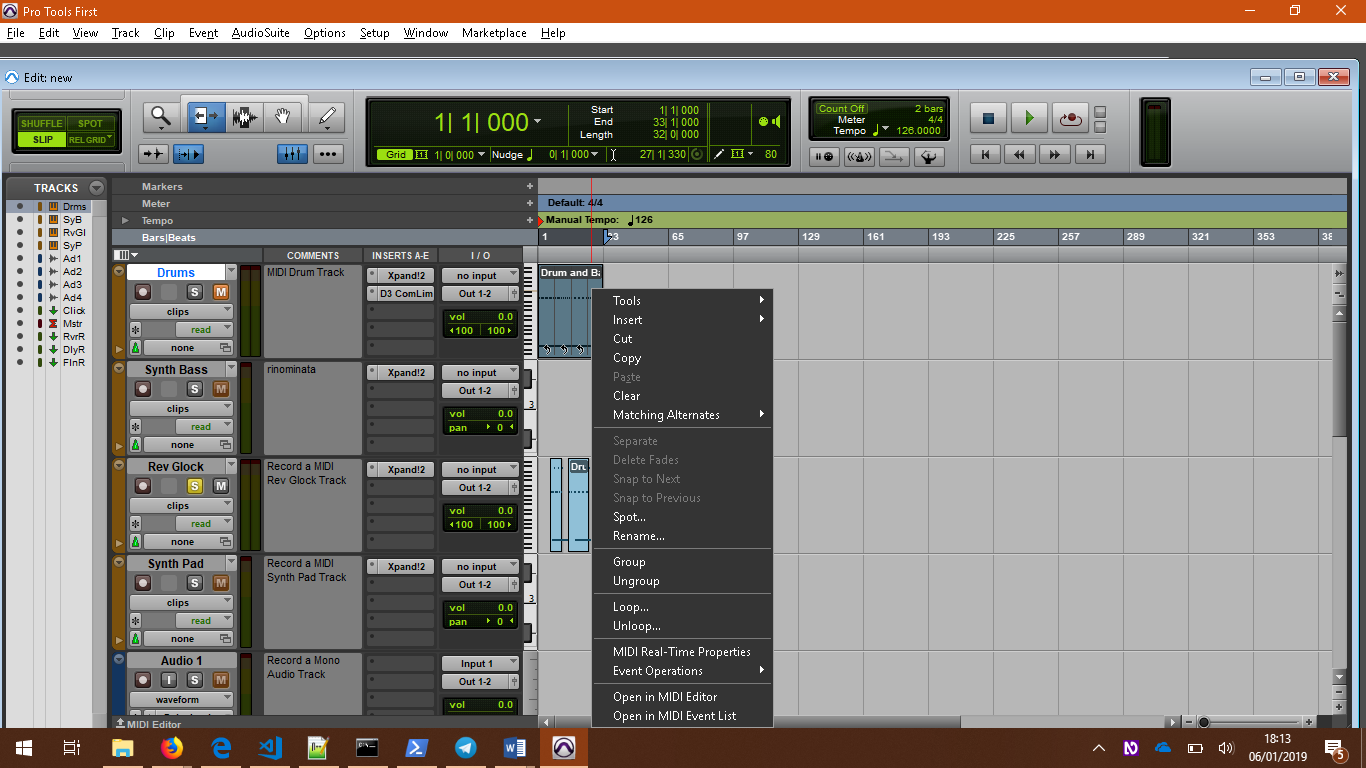 Pro Tools First
File Edit View Track Clip Event AudioSuite Options Setup Window Marketplace Help
Edit: new
SHUFFLE SPOT
SLIP REL GRID
1| 1| 000
Start 1| 1| 000
End 33| 1| 000
Length 32| 0| 000
Grid 1| 0| 000 Nudge 0| 1| 000 27| 1| 330 80
Count Off 2 bars
Meter 4/4
Tempo 126.0000
TRACKS
Drms
SyB
RvGl
SyP
Ad1
Ad2
Ad3
Ad4
Click
Mstr
RvrR
DlyR
FlnR
Markers
Meter Default: 4/4
Tempo Manual Tempo: 126
Bars|Beats 1 33 65 97 129 161 193 225 257 289 321 353
COMMENTS INSERTS A-E I / O
Drums MIDI Drum Track Xpand!2 no input
S M D3 ComLim Out 1-2
clips vol 0.0
read 100 100
none
Drum and Ba
Synth Bass rinominata Xpand!2 no input
S M Out 1-2
clips vol 0.0
read pan 0
none
3
Rev Glock Record a MIDI Rev Glock Track Xpand!2 no input
S M Out 1-2
clips vol 0.0
read 100 100
none
Dru
Synth Pad Record a MIDI Synth Pad Track Xpand!2 no input
S M Out 1-2
clips vol 0.0
read pan 0
none
3
Audio 1 Record a Mono Audio Track Input 1
I S M Out 1-2
waveform vol 0.0
MIDI Editor
Tools
Insert
Cut
Copy
Paste
Clear
Matching Alternates
Separate
Delete Fades
Snap to Next
Snap to Previous
Spot...
Rename...
Group
Ungroup
Loop...
Unloop...
MIDI Real-Time Properties
Event Operations
Open in MIDI Editor
Open in MIDI Event List
18:13
06/01/2019
5